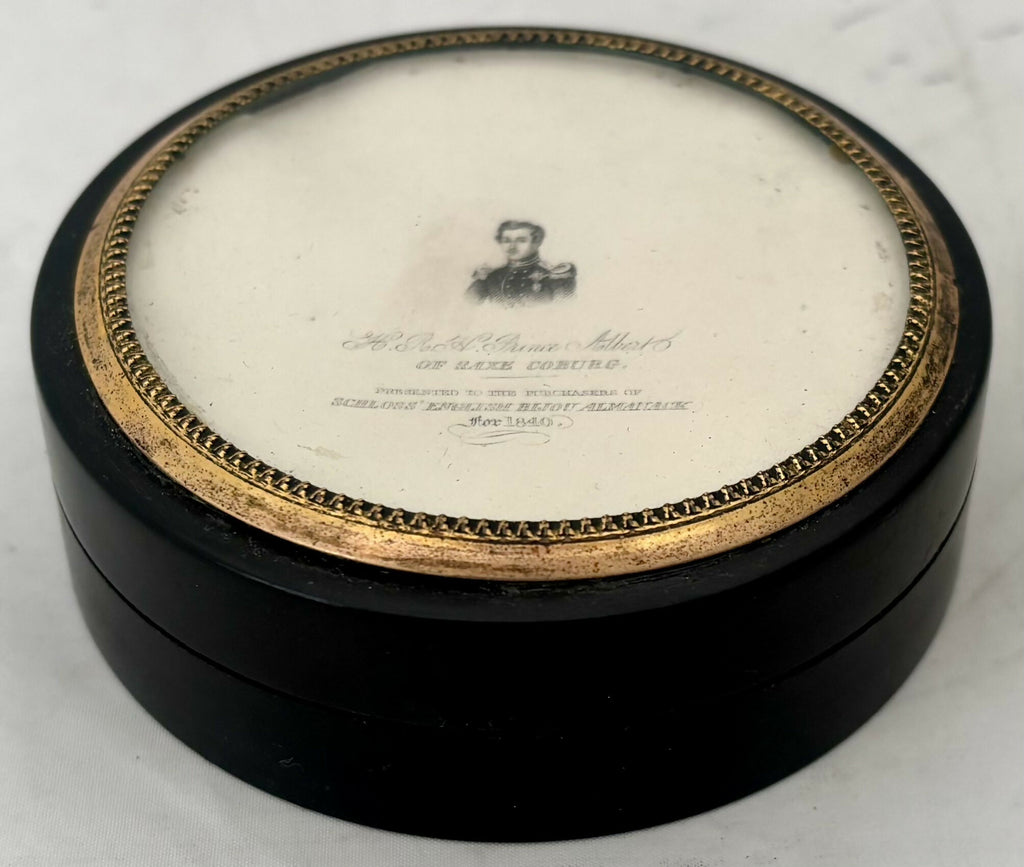 H.R.H. Prince Albert
OF SAXE COBURG.
PRESENTED TO THE PURCHASERS OF
SCHLOSS' ENGLISH BIJOU ALMANACK
For 1840.